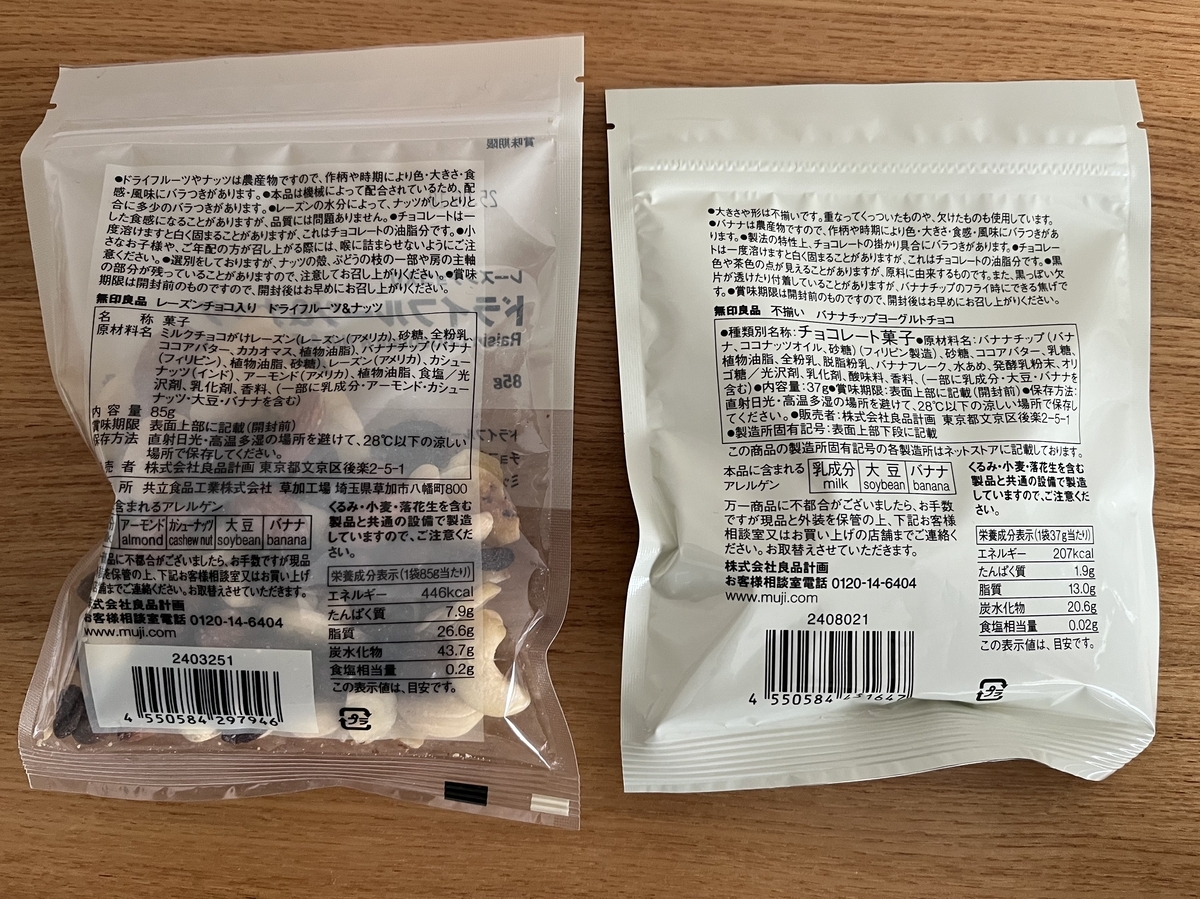 賞味期限
●ドライフルーツやナッツは農産物ですので、作柄や時期により色・大きさ・食
感・風味にバラつきがあります。●本品は機械によって配合されているため、配
合に多少のバラつきがあります。●レーズンの水分によって、ナッツがしっとりと
した食感になることがありますが、品質には問題ありません。●チョコレートは一
度溶けますと白く固まることがありますが、これはチョコレートの油脂分です。●小
さなお子様や、ご年配の方が召し上がる際には、喉に詰まらせないようにご注
意ください。●選別をしておりますが、ナッツの殻、ぶどうの枝の一部や房の主軸
の部分が残っていることがありますので、注意してお召し上がりください。●賞味
期限は開封前のものですので、開封後はお早めにお召し上がりください。
無印良品 レーズンチョコ入り ドライフルーツ&ナッツ
名 称 菓子
原材料名 ミルクチョコがけレーズン(レーズン(アメリカ)、砂糖、全粉乳、
ココアバター、カカオマス、植物油脂)、バナナチップ(バナナ
(フィリピン)、植物油脂、砂糖)、レーズン(アメリカ)、カシュー
ナッツ(インド)、アーモンド(アメリカ)、植物油脂、食塩/光
沢剤、乳化剤、香料、(一部に乳成分・アーモンド・カシュー
ナッツ・大豆・バナナを含む)
内容量 85g
賞味期限 表面上部に記載(開封前)
保存方法 直射日光・高温多湿の場所を避けて、28℃以下の涼しい
場所で保存してください。
売者 株式会社良品計画 東京都文京区後楽2-5-1
所 共立食品工業株式会社 草加工場 埼玉県草加市八幡町800
含まれるアレルゲン
アーモンド カシューナッツ 大豆 バナナ
almond cashew nut soybean banana
くるみ・小麦・落花生を含む
製品と共通の設備で製造
していますので、ご注意くだ
さい。
品に不都合がございましたら、お手数ですが現品
を保管の上、下記お客様相談室又はお買い上げ
舗までご連絡ください。お取替えさせていただきます。
式会社良品計画
お客様相談室電話 0120-14-6404
www.muji.com
栄養成分表示(1袋85g当たり)
エネルギー 446kcal
たんぱく質 7.9g
脂質 26.6g
炭水化物 43.7g
食塩相当量 0.2g
この表示値は、目安です。
2403251
4 550584 297946
プラ
●大きさや形は不揃いです。重なってくっついたものや、欠けたものも使用しています。
●バナナは農産物ですので、作柄や時期により色・大きさ・食感・風味にバラつきがあ
ります。●製法の特性上、チョコレートの掛かり具合にバラつきがあります。●チョコレー
トは一度溶けますと白く固まることがありますが、これはチョコレートの油脂分です。●黒
色や茶色の点が見えることがありますが、原料に由来するものです。また、黒っぽい欠
片が透けたり付着していることがありますが、バナナチップのフライ時にできる焦げで
す。●賞味期限は開封前のものですので、開封後はお早めにお召し上がりください。
無印良品 不揃い バナナチップヨーグルトチョコ
●種類別名称:チョコレート菓子●原材料名:バナナチップ(バナ
ナ、ココナッツオイル、砂糖)(フィリピン製造)、砂糖、ココアバター、乳糖、
植物油脂、全粉乳、脱脂粉乳、バナナフレーク、水あめ、発酵乳粉末、オリ
ゴ糖/光沢剤、乳化剤、酸味料、香料、(一部に乳成分・大豆・バナナを
含む)●内容量:37g●賞味期限:表面上部に記載(開封前)●保存方法:
直射日光・高温多湿の場所を避けて、28℃以下の涼しい場所で保存し
てください。●販売者:株式会社良品計画 東京都文京区後楽2-5-1
●製造所固有記号:表面上部下段に記載
この商品の製造所固有記号の各製造所はネットストアに記載しております。
本品に含まれる
アレルゲン
乳成分 大豆 バナナ
milk soybean banana
くるみ・小麦・落花生を含む
製品と共通の設備で製造
していますので、ご注意くだ
さい。
万一商品に不都合がございましたら、お手数
ですが現品と外装を保管の上、下記お客様
相談室又はお買い上げの店舗までご連絡く
ださい。お取替えさせていただきます。
株式会社良品計画
お客様相談室電話 0120-14-6404
www.muji.com
栄養成分表示(1袋37g当たり)
エネルギー 207kcal
たんぱく質 1.9g
脂質 13.0g
炭水化物 20.6g
食塩相当量 0.02g
この表示値は、目安です。
2408021
4 550584
プラ